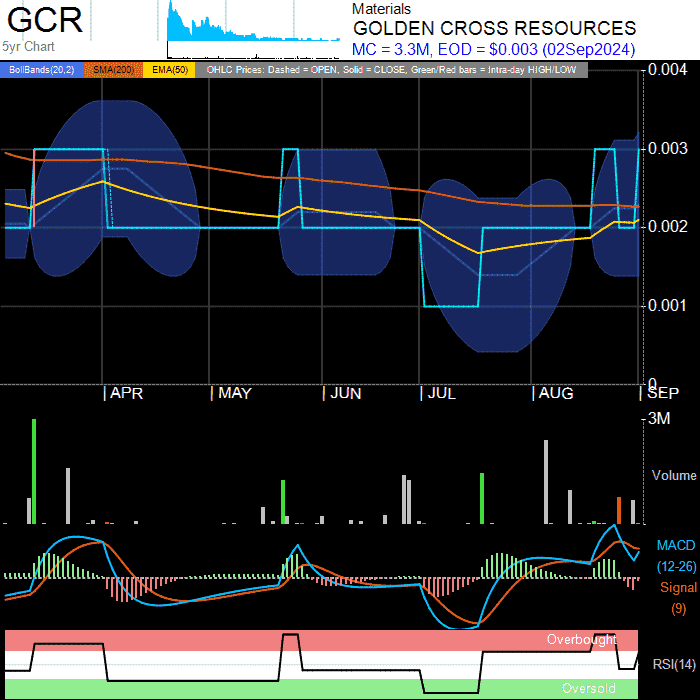 GCR
5yr Chart
Materials
GOLDEN CROSS RESOURCES
MC = 3.3M, EOD = $0.003 (02Sep2024)
BollBands(20,2) SMA(200) EMA(50) OHLC Prices: Dashed = OPEN, Solid = CLOSE, Green/Red bars = Intra-day HIGH/LOW
0.004
0.003
0.002
0.001
0
| APR | MAY | JUN | JUL | AUG | SEP
3M
Volume
MACD
(12-26)
Signal
(9)
Overbought
RSI(14)
Oversold